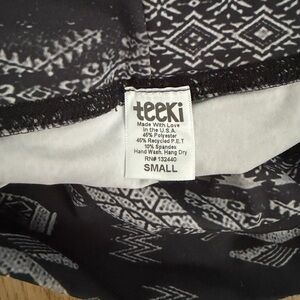 teeki
Made With Love
in the U.S.A.
45% Polyester
45% Recycled P.E.T
10% Spandex
Hand Wash. Hang Dry
RN# 132440
SMALL